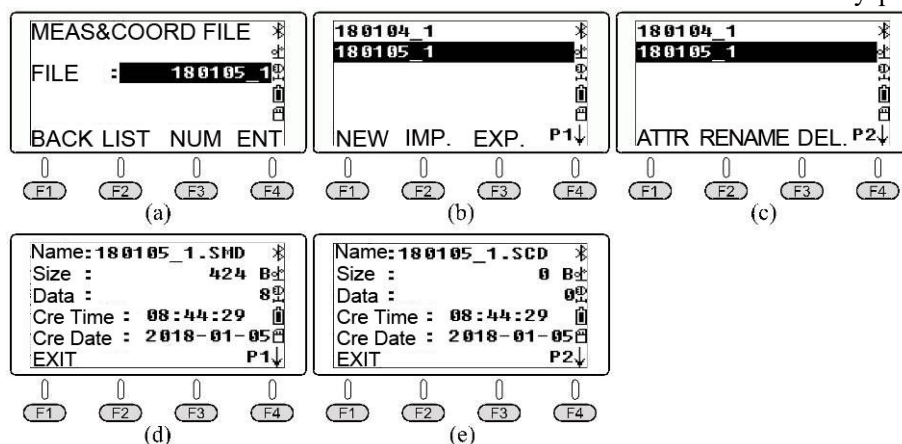 MEAS&COORD FILE
FILE : 180105_1
BACK LIST NUM ENT
F1 F2 F3 F4
(a)
180104_1
180105_1
NEW IMP. EXP. P1↓
F1 F2 F3 F4
(b)
180104_1
180105_1
ATTR RENAME DEL. P2↓
F1 F2 F3 F4
(c)
Name:180105_1.SMD
Size : 424 B
Data : 8
Cre Time : 08:44:29
Cre Date : 2018-01-05
EXIT P1↓
F1 F2 F3 F4
(d)
Name:180105_1.SCD
Size : 0 B
Data : 0
Cre Time : 08:44:29
Cre Date : 2018-01-05
EXIT P2↓
F1 F2 F3 F4
(e)